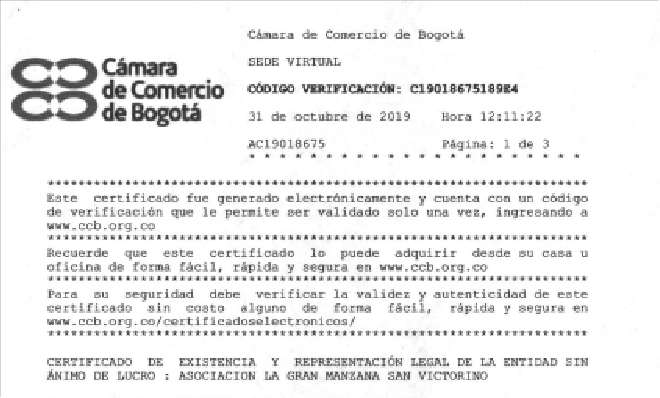 Cámara
de Comercio
de Bogotá
Cámara de Comercio de Bogotá
SEDE VIRTUAL
CÓDIGO VERIFICACIÓN: C19018675189E4
31 de octubre de 2019 Hora 12:11:22
AC19018675 Página: 1 de 3
* * * * * * * * * * * * * * * * * * * * * *
***********************************************************************
Este certificado fue generado electrónicamente y cuenta con un código
de verificación que le permite ser validado solo una vez, ingresando a
www.ccb.org.co
***********************************************************************
Recuerde que este certificado lo puede adquirir desde su casa u
oficina de forma fácil, rápida y segura en www.ccb.org.co
***********************************************************************
Para su seguridad debe verificar la validez y autenticidad de este
certificado sin costo alguno de forma fácil, rápida y segura en
www.ccb.org.co/certificadoselectronicos/
***********************************************************************
CERTIFICADO DE EXISTENCIA Y REPRESENTACIÓN LEGAL DE LA ENTIDAD SIN
ÁNIMO DE LUCRO : ASOCIACION LA GRAN MANZANA SAN VICTORINO